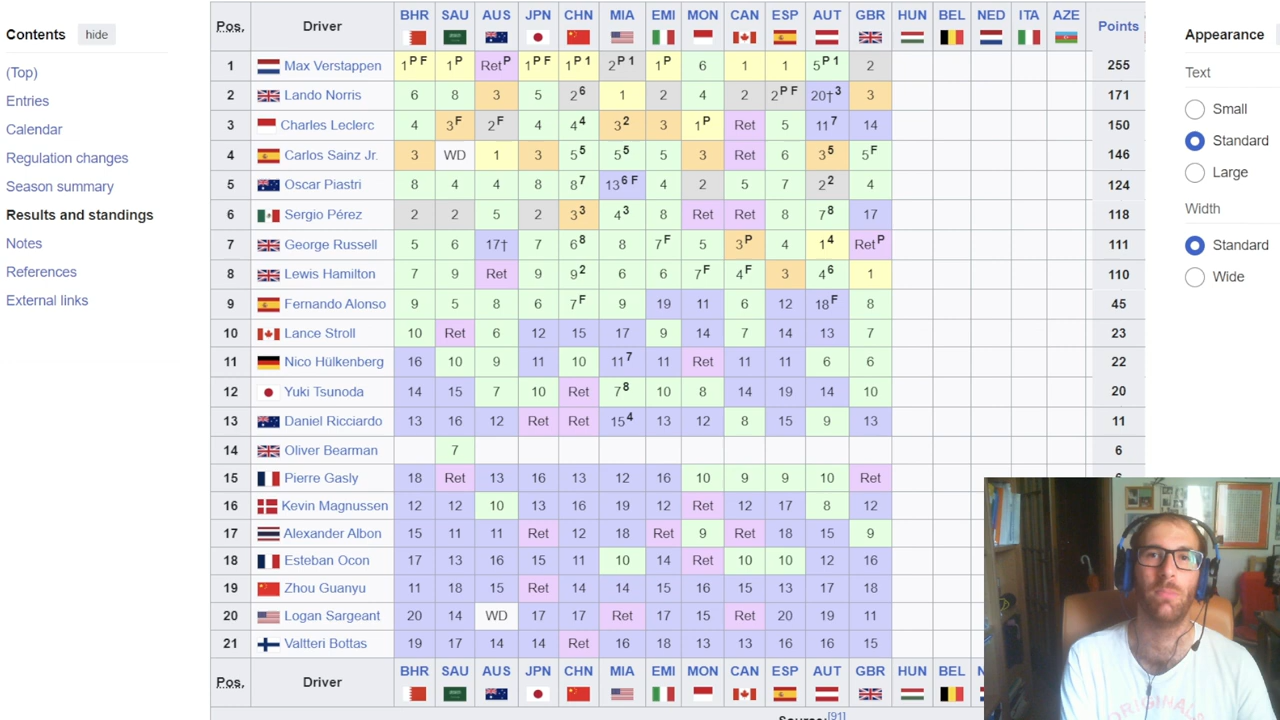 Contents hide
(Top)
Entries
Calendar
Regulation changes
Season summary
Results and standings
Notes
References
External links
Pos. Driver BHR SAU AUS JPN CHN MIA EMI MON CAN ESP AUT GBR HUN BEL NED ITA AZE Points
1 Max Verstappen 1 P F 1 P Ret P 1 P F 1 P 1 2 P 1 1 P 6 1 1 5 P 1 2 255
2 Lando Norris 6 8 3 5 2 6 1 2 4 2 2 P F 20† 3 3 171
3 Charles Leclerc 4 3 F 2 F 4 4 4 3 2 3 1 P Ret 5 11 7 14 150
4 Carlos Sainz Jr. 3 WD 1 3 5 5 5 5 5 3 Ret 6 3 5 5 F 146
5 Oscar Piastri 8 4 4 8 8 7 13 6 F 4 2 5 7 2 2 4 124
6 Sergio Pérez 2 2 5 2 3 3 4 3 8 Ret Ret 8 7 8 17 118
7 George Russell 5 6 17† 7 6 8 8 7 F 5 3 P 4 1 4 Ret P 111
8 Lewis Hamilton 7 9 Ret 9 9 2 6 6 7 F 4 F 3 4 6 1 110
9 Fernando Alonso 9 5 8 6 7 F 9 19 11 6 12 18 F 8 45
10 Lance Stroll 10 Ret 6 12 15 17 9 14 7 14 13 7 23
11 Nico Hülkenberg 16 10 9 11 10 11 7 11 Ret 11 11 6 6 22
12 Yuki Tsunoda 14 15 7 10 Ret 7 8 10 8 14 19 14 10 20
13 Daniel Ricciardo 13 16 12 Ret Ret 15 4 13 12 8 15 9 13 11
14 Oliver Bearman 7 6
15 Pierre Gasly 18 Ret 13 16 13 12 16 10 9 9 10 Ret
16 Kevin Magnussen 12 12 10 13 16 19 12 Ret 12 17 8 12
17 Alexander Albon 15 11 11 Ret 12 18 Ret 9 Ret 18 15 9
18 Esteban Ocon 17 13 16 15 11 10 14 Ret 10 10 12 16
19 Zhou Guanyu 11 18 15 Ret 14 14 15 16 15 13 17 18
20 Logan Sargeant 20 14 WD 17 17 Ret 17 15 Ret 20 19 11
21 Valtteri Bottas 19 17 14 14 Ret 16 18 13 13 16 16 15
Pos. Driver BHR SAU AUS JPN CHN MIA EMI MON CAN ESP AUT GBR HUN BEL
Source:[91]
Appearance
Text
Small
Standard
Large
Width
Standard
Wide